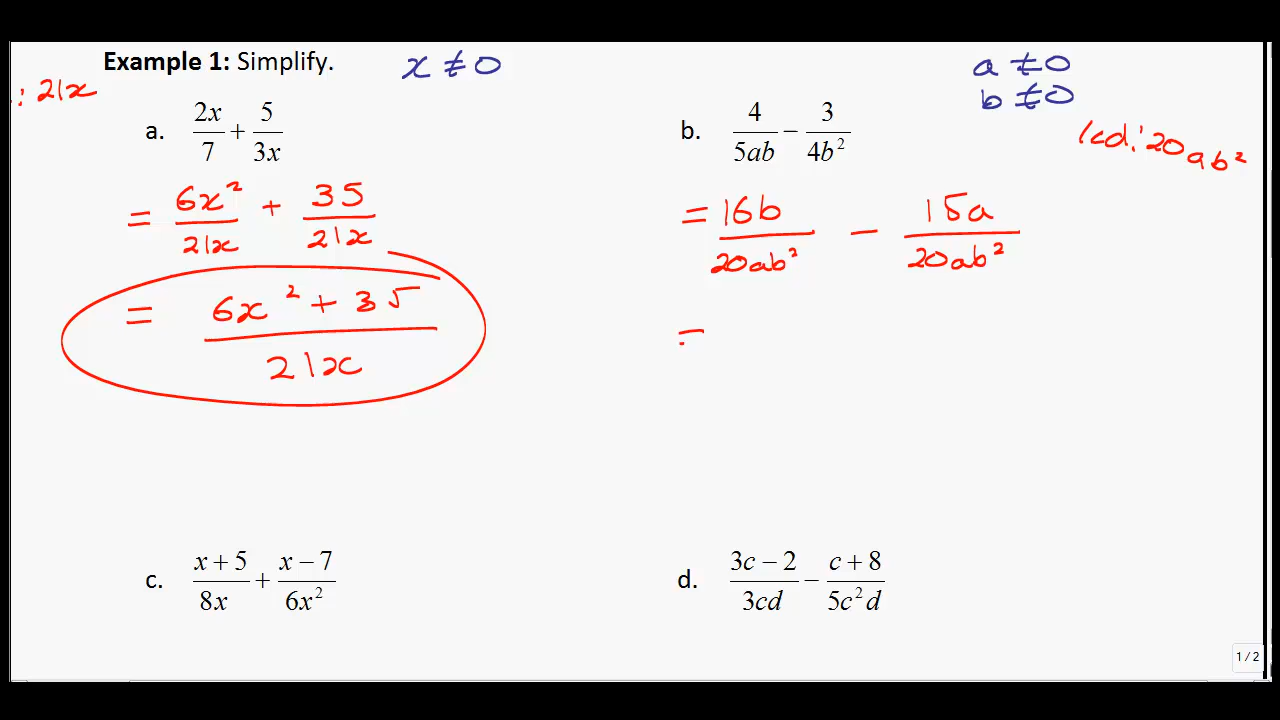 Example 1: Simplify. x ≠ 0
: 21x
a. 2x/7 + 5/3x
= 6x²/21x + 35/21x
= (6x² + 35)/21x
a ≠ 0
b ≠ 0
lcd: 20ab²
b. 4/5ab − 3/4b²
= 16b/20ab² − 15a/20ab²
=
c. (x + 5)/8x + (x − 7)/6x²
d. (3c − 2)/3cd − (c + 8)/5c²d
1 / 2